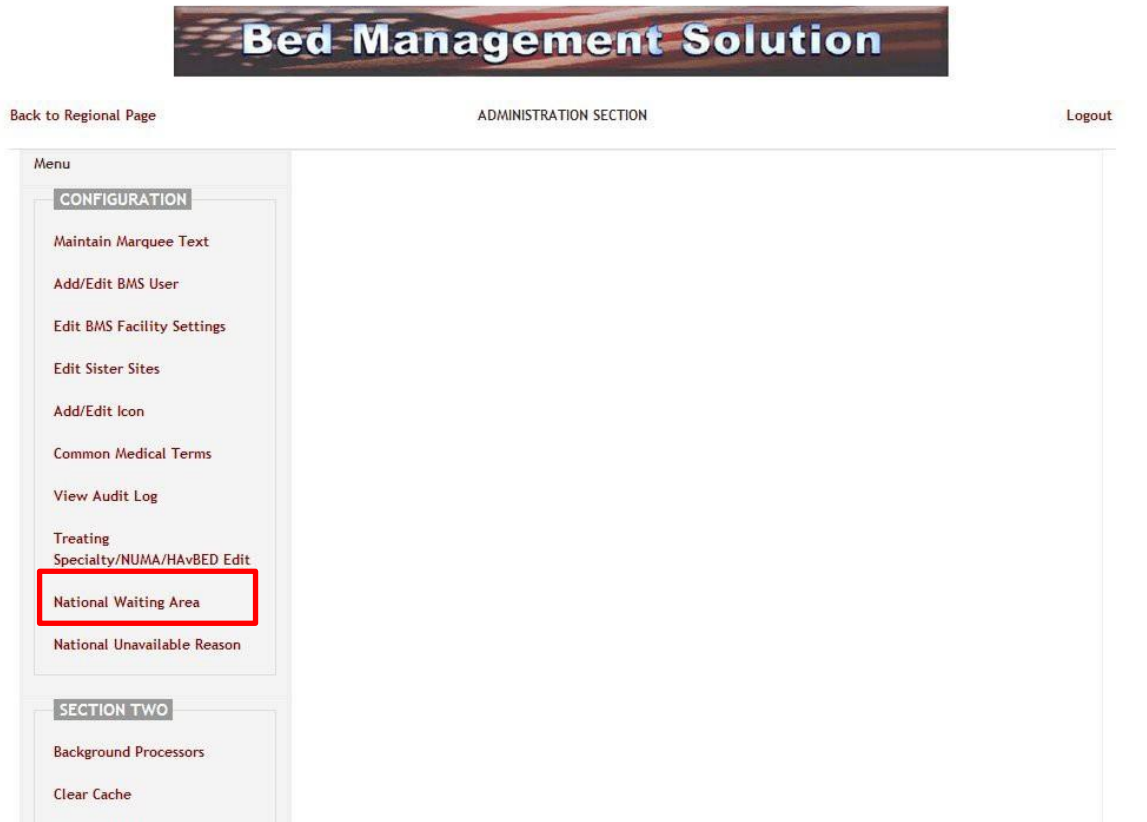 Bed Management Solution
Back to Regional Page
ADMINISTRATION SECTION
Logout
Menu
CONFIGURATION
Maintain Marquee Text
Add/Edit BMS User
Edit BMS Facility Settings
Edit Sister Sites
Add/Edit Icon
Common Medical Terms
View Audit Log
Treating
Specialty/NUMA/HAvBED Edit
National Waiting Area
National Unavailable Reason
SECTION TWO
Background Processors
Clear Cache